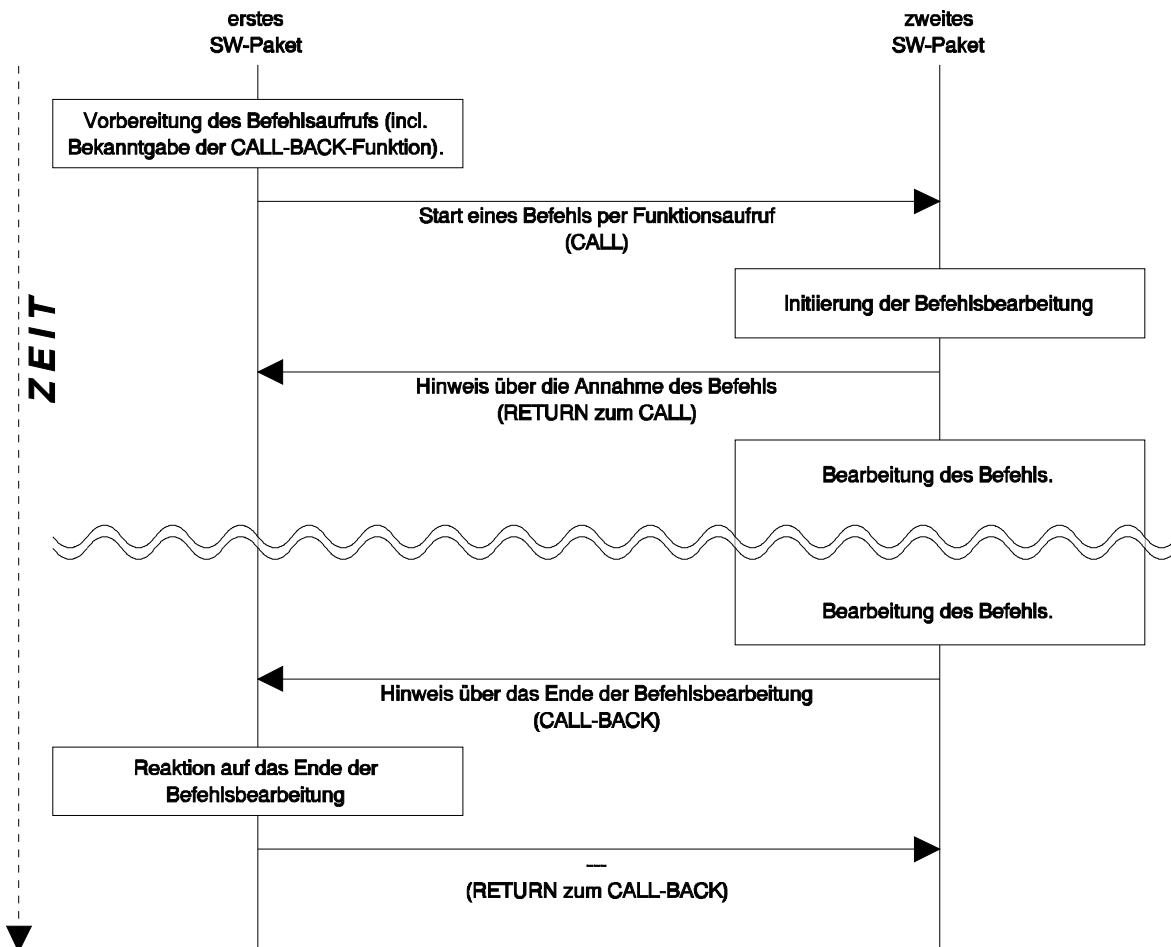 erstes
SW-Paket
zweites
SW-Paket
Vorbereitung des Befehlsaufrufs (incl.
Bekanntgabe der CALL-BACK-Funktion).
Start eines Befehls per Funktionsaufruf
(CALL)
Initiierung der Befehlsbearbeitung
ZEIT
Hinweis über die Annahme des Befehls
(RETURN zum CALL)
Bearbeitung des Befehls.
Bearbeitung des Befehls.
Hinweis über das Ende der Befehlsbearbeitung
(CALL-BACK)
Reaktion auf das Ende der
Befehlsbearbeitung
---
(RETURN zum CALL-BACK)